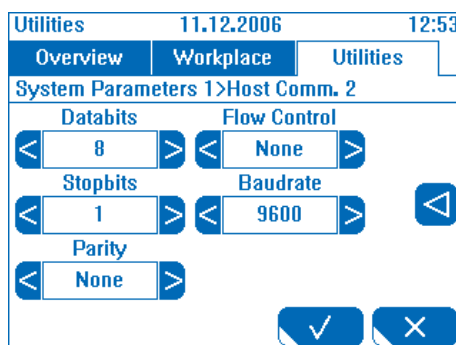 Utilities 11.12.2006 12:53
Overview Workplace Utilities
System Parameters 1>Host Comm. 2
Databits Flow Control
< 8 > < None >
Stopbits Baudrate
< 1 > < 9600 >
Parity
< None >